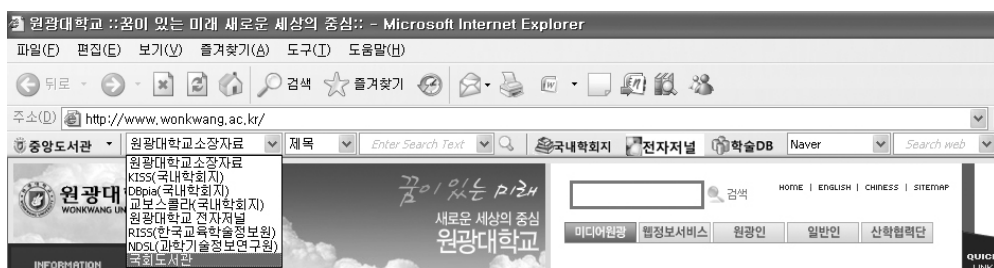 원광대학교 ::꿈이 있는 미래 새로운 세상의 중심:: - Microsoft Internet Explorer
파일(F) 편집(E) 보기(V) 즐겨찾기(A) 도구(T) 도움말(H)
뒤로 검색 즐겨찾기
주소(D) http://www.wonkwang.ac.kr/
중앙도서관 원광대학교소장자료 제목 Enter Search Text 국내학회지 전자저널 학술DB Naver Search web
원광대학교소장자료
KISS(국내학회지)
DBpia(국내학회지)
교보스콜라(국내학회지)
원광대학교 전자저널
RISS(한국교육학술정보원)
NDSL(과학기술정보연구원)
국회도서관
원광대
WONKWANG UN
INFORMATION
꿈이 있는 미래
새로운 세상의 중심
원광대학교
검색 HOME | ENGLISH | CHINESS | SITEMAP
미디어원광 웹정보서비스 원광인 일반인 산학협력단
QUICK
LINK